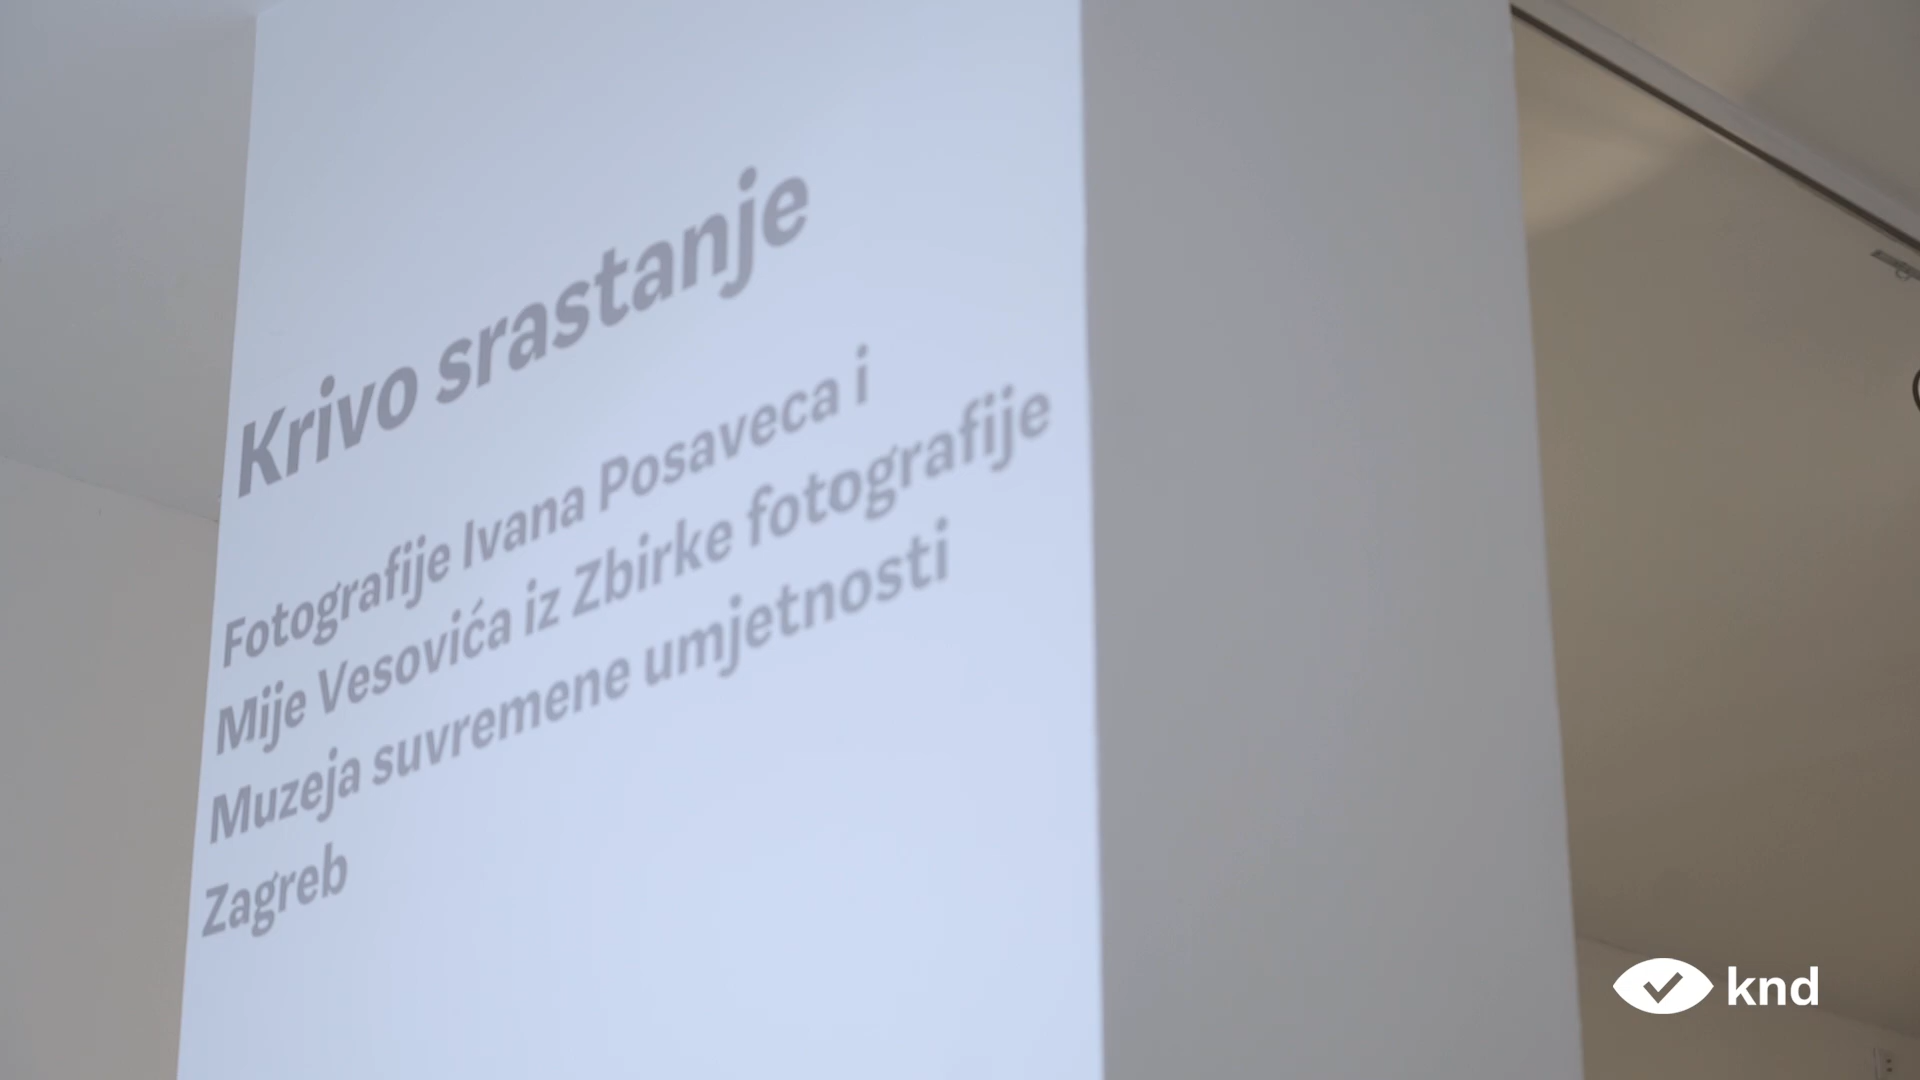 Krivo srastanje
Fotografije Ivana Posaveca i
Mije Vesovića iz Zbirke fotografije
Muzeja suvremene umjetnosti
Zagreb
knd